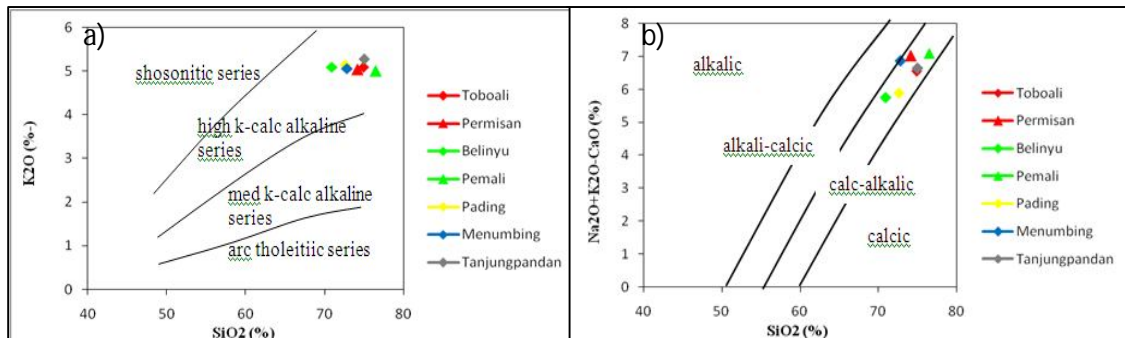 a)
6
5
4
3
2
1
0
K2O (%-)
shosonitic series
high k-calc alkaline
series
med k-calc alkaline
series
arc tholeitiic series
40 50 60 70 80
SiO2 (%)
Toboali
Permisan
Belinyu
Pemali
Pading
Menumbing
Tanjungpandan
b)
8
7
6
5
4
3
2
1
0
Na2O+K2O-CaO (%)
alkalic
alkali-calcic
calc-alkalic
calcic
40 50 60 70 80
SiO2 (%)
Toboali
Permisan
Belinyu
Pemali
Pading
Menumbing
Tanjungpandan